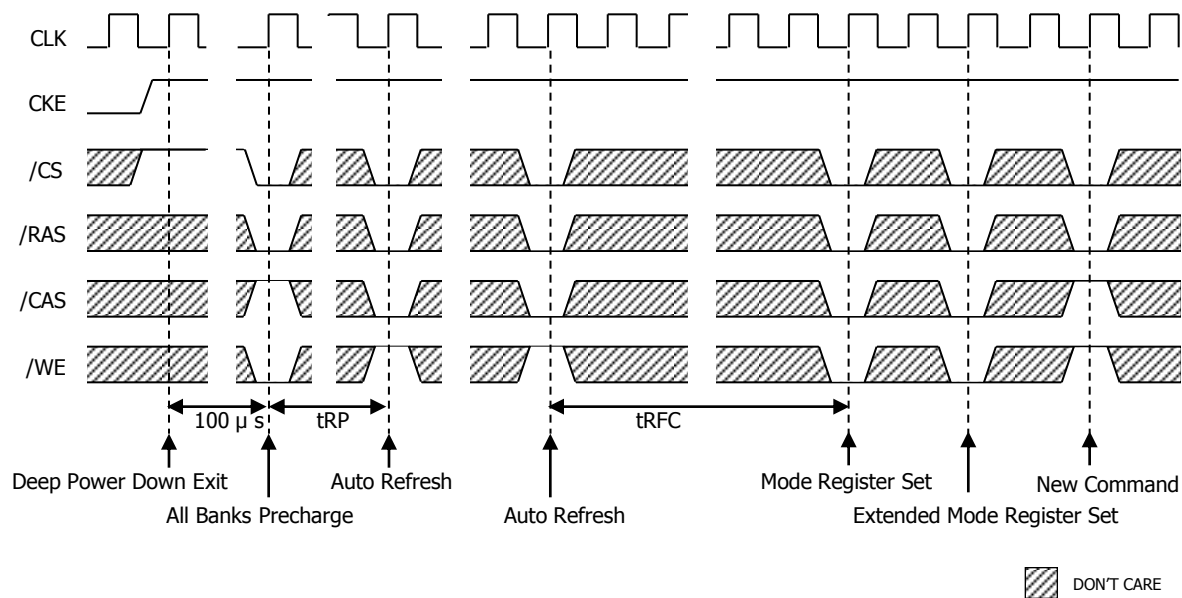 CLK
CKE
/CS
/RAS
/CAS
/WE
100 μ s
tRP
tRFC
Deep Power Down Exit
Auto Refresh
Mode Register Set
New Command
All Banks Precharge
Auto Refresh
Extended Mode Register Set
DON'T CARE